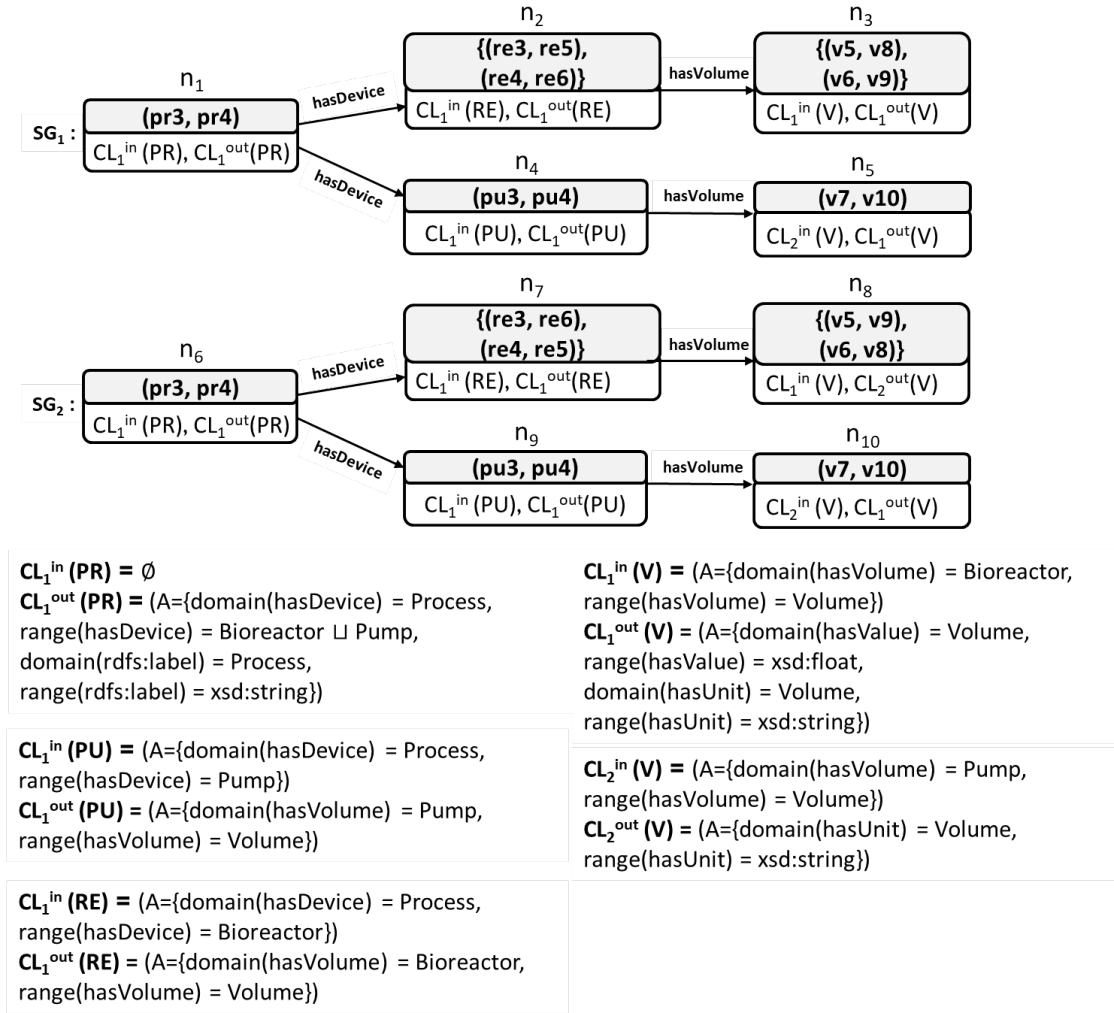 n₂
n₃
{(re3, re5),
(re4, re6)}
CL₁ⁱⁿ (RE), CL₁ᵒᵘᵗ(RE)
hasVolume
{(v5, v8),
(v6, v9)}
CL₁ⁱⁿ (V), CL₁ᵒᵘᵗ(V)
n₁
SG₁ :
(pr3, pr4)
CL₁ⁱⁿ (PR), CL₁ᵒᵘᵗ(PR)
hasDevice
hasDevice
n₄
n₅
(pu3, pu4)
CL₁ⁱⁿ (PU), CL₁ᵒᵘᵗ(PU)
hasVolume
(v7, v10)
CL₂ⁱⁿ (V), CL₁ᵒᵘᵗ(V)
n₇
n₈
{(re3, re6),
(re4, re5)}
CL₁ⁱⁿ (RE), CL₁ᵒᵘᵗ(RE)
hasVolume
{(v5, v9),
(v6, v8)}
CL₁ⁱⁿ (V), CL₂ᵒᵘᵗ(V)
n₆
SG₂ :
(pr3, pr4)
CL₁ⁱⁿ (PR), CL₁ᵒᵘᵗ(PR)
hasDevice
hasDevice
n₉
n₁₀
(pu3, pu4)
CL₁ⁱⁿ (PU), CL₁ᵒᵘᵗ(PU)
hasVolume
(v7, v10)
CL₂ⁱⁿ (V), CL₁ᵒᵘᵗ(V)
CL₁ⁱⁿ (PR) = ∅
CL₁ᵒᵘᵗ (PR) = (A={domain(hasDevice) = Process,
range(hasDevice) = Bioreactor ⊔ Pump,
domain(rdfs:label) = Process,
range(rdfs:label) = xsd:string})
CL₁ⁱⁿ (PU) = (A={domain(hasDevice) = Process,
range(hasDevice) = Pump})
CL₁ᵒᵘᵗ (PU) = (A={domain(hasVolume) = Pump,
range(hasVolume) = Volume})
CL₁ⁱⁿ (RE) = (A={domain(hasDevice) = Process,
range(hasDevice) = Bioreactor})
CL₁ᵒᵘᵗ (RE) = (A={domain(hasVolume) = Bioreactor,
range(hasVolume) = Volume})
CL₁ⁱⁿ (V) = (A={domain(hasVolume) = Bioreactor,
range(hasVolume) = Volume})
CL₁ᵒᵘᵗ (V) = (A={domain(hasValue) = Volume,
range(hasValue) = xsd:float,
domain(hasUnit) = Volume,
range(hasUnit) = xsd:string})
CL₂ⁱⁿ (V) = (A={domain(hasVolume) = Pump,
range(hasVolume) = Volume})
CL₂ᵒᵘᵗ (V) = (A={domain(hasUnit) = Volume,
range(hasUnit) = xsd:string})